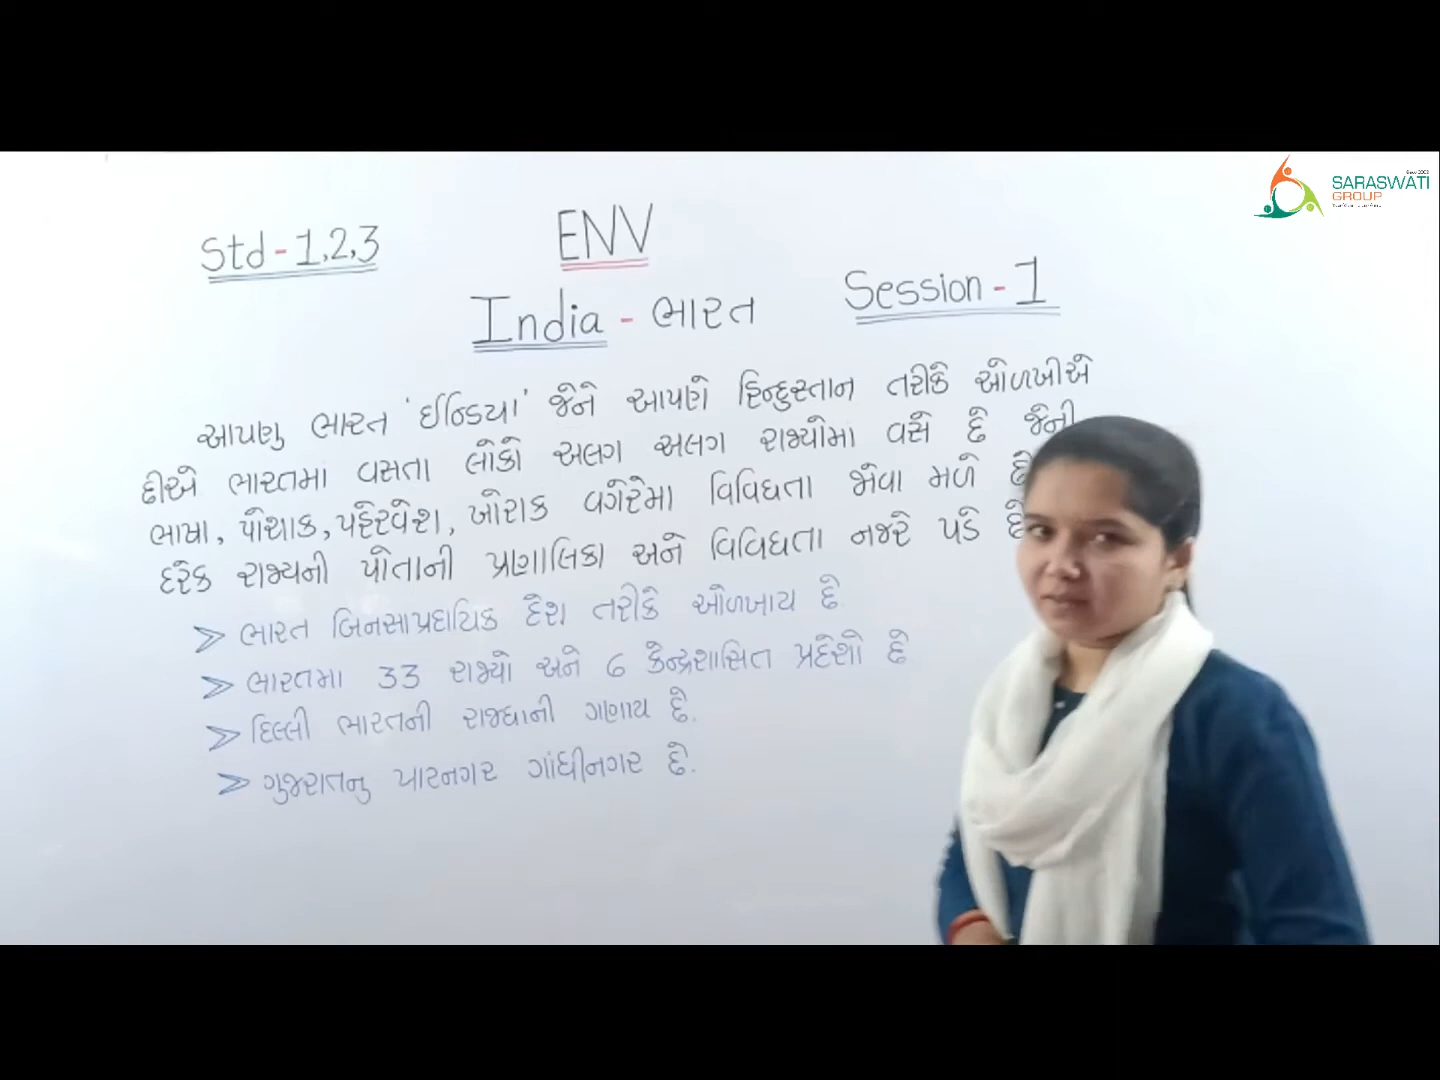 SARASWATI
GROUP
Std-1,2,3
ENV
India - ભારત
Session-1
આપણુ ભારત 'ઈન્ડિયા' જેને આપણે હિન્દુસ્તાન તરીકે ઓળખીએ
છીએ ભારતમાં વસતા લોકો અલગ અલગ રાજ્યોમા વસે છે જેની
ભાષા, પોશાક, પહેરવેશ, ખોરાક વગેરેમા વિવિધતા જોવા મળે છે
દરેક રાજ્યની પોતાની પ્રણાલિકા અને વિવિધતા નજરે પડે છે
➢ ભારત બિનસાપ્રદાયિક દેશ તરીકે ઓળખાય છે
➢ ભારતમા 33 રાજ્યો અને 6 કેન્દ્રશાસિત પ્રદેશો છે
➢ દિલ્લી ભારતની રાજધાની ગણાય છે.
➢ ગુજરાતનુ પાટનગર ગાંધીનગર છે.